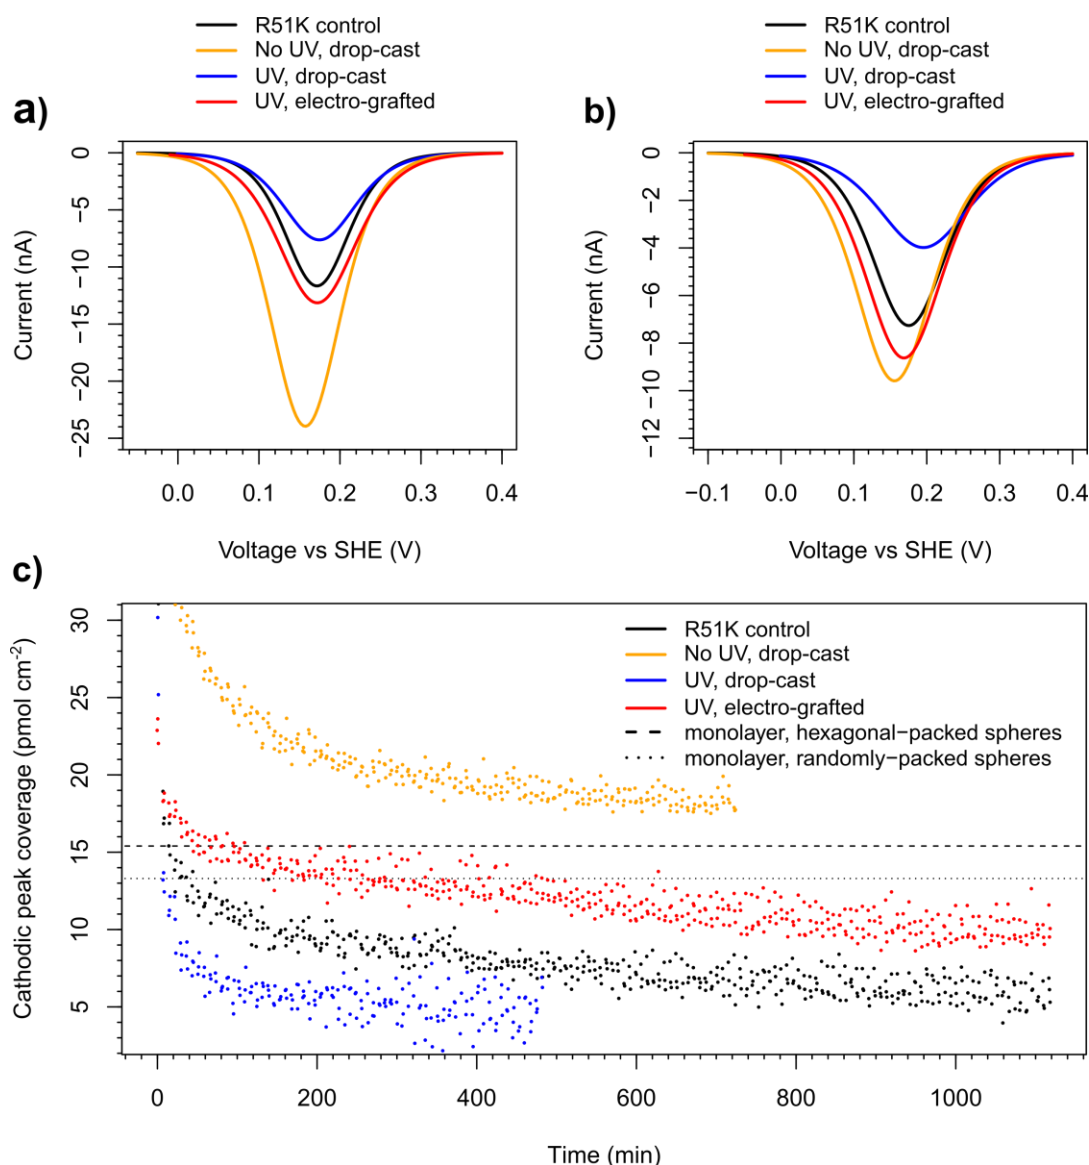 R51K control
No UV, drop-cast
UV, drop-cast
UV, electro-grafted
a)
0
−5
−10
−15
−20
−25
Current (nA)
0.0 0.1 0.2 0.3 0.4
Voltage vs SHE (V)
R51K control
No UV, drop-cast
UV, drop-cast
UV, electro-grafted
b)
0
−2
−4
−6
−8
−10
−12
Current (nA)
−0.1 0.0 0.1 0.2 0.3 0.4
Voltage vs SHE (V)
c)
R51K control
No UV, drop-cast
UV, drop-cast
UV, electro-grafted
monolayer, hexagonal−packed spheres
monolayer, randomly−packed spheres
30
25
20
15
10
5
Cathodic peak coverage (pmol cm⁻²)
0 200 400 600 800 1000
Time (min)